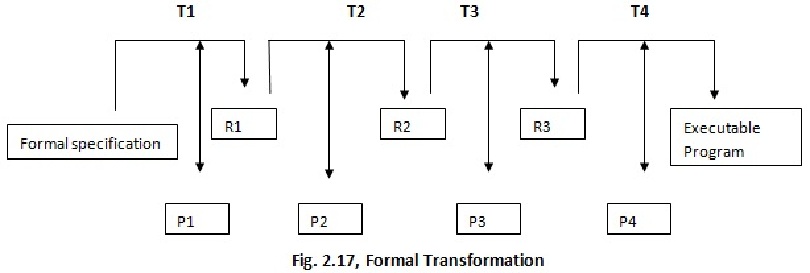 T1 T2 T3 T4
R1 R2 R3 Executable
Formal specification Program
P1 P2 P3 P4
Fig. 2.17, Formal Transformation